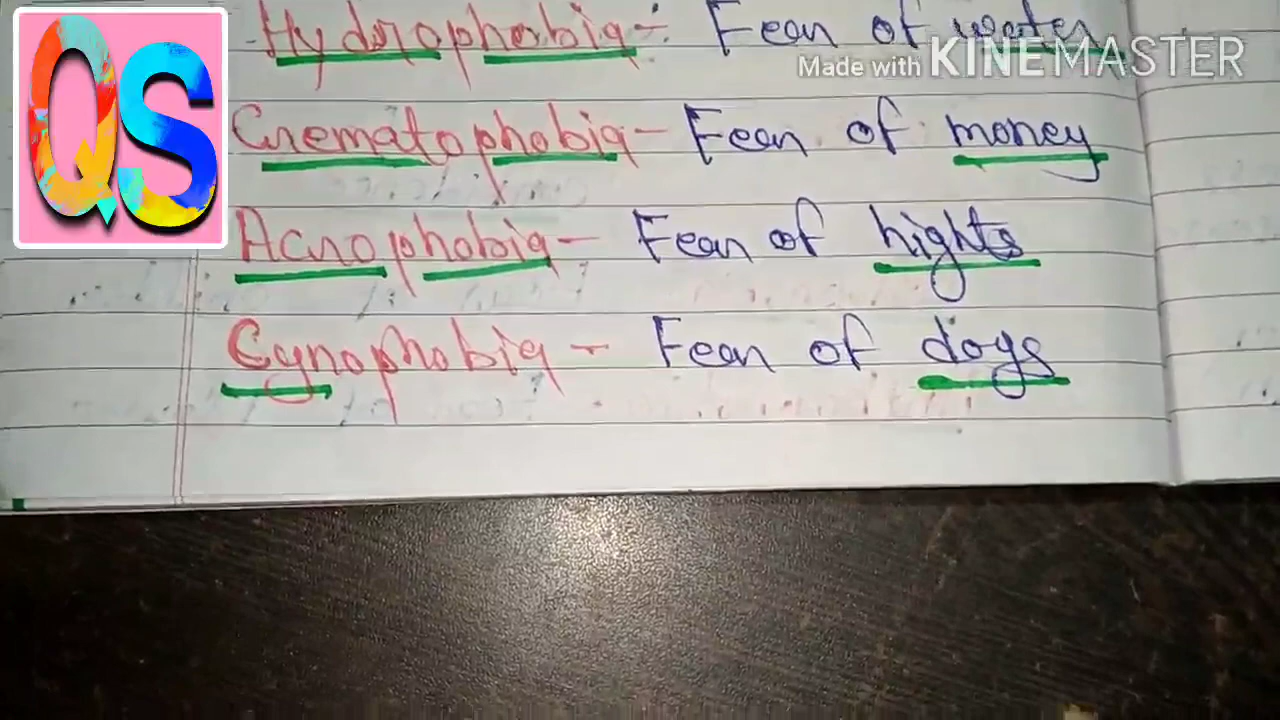 QS
Hydrophobia - Fear of water
Made with KINEMASTER
Crematophobia - Fear of money
Acrophobia - Fear of hights
Cynophobia - Fear of dogs